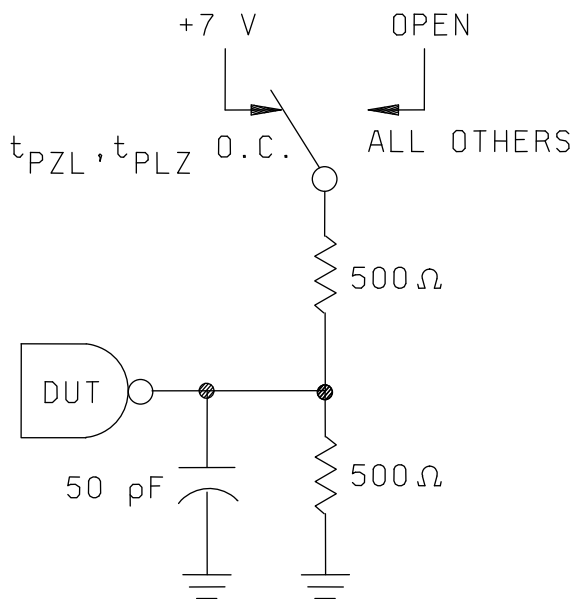 +7 V OPEN
tPZL, tPLZ O.C. ALL OTHERS
500Ω
DUT
50 pF 500Ω